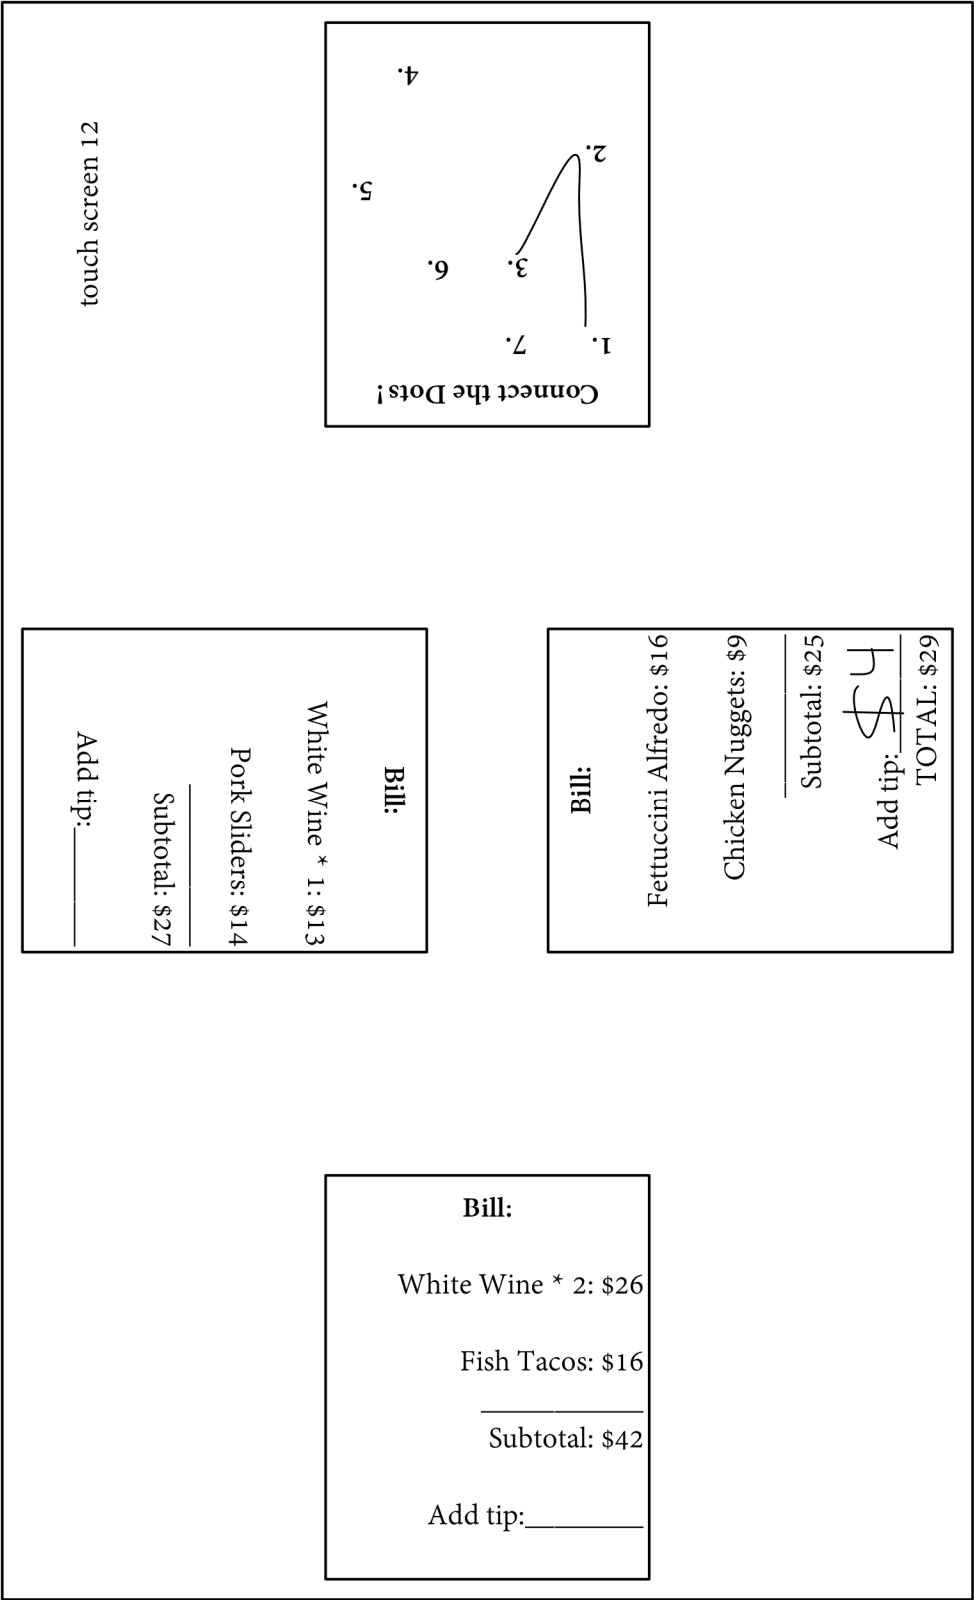 touch screen 12
Connect the Dots!
1.
7.
3.
6.
2.
5.
4.
Bill:
White Wine * 1: $13
Pork Sliders: $14
Subtotal: $27
Add tip:
Bill:
Fettuccini Alfredo: $16
Chicken Nuggets: $9
Subtotal: $25
Add tip: $4
TOTAL: $29
Bill:
White Wine * 2: $26
Fish Tacos: $16
Subtotal: $42
Add tip: